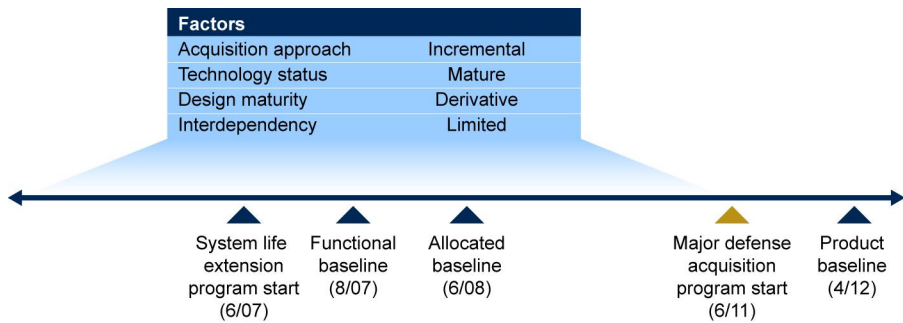 Factors
Acquisition approach Incremental
Technology status Mature
Design maturity Derivative
Interdependency Limited
System life
extension
program start
(6/07)
Functional
baseline
(8/07)
Allocated
baseline
(6/08)
Major defense
acquisition
program start
(6/11)
Product
baseline
(4/12)